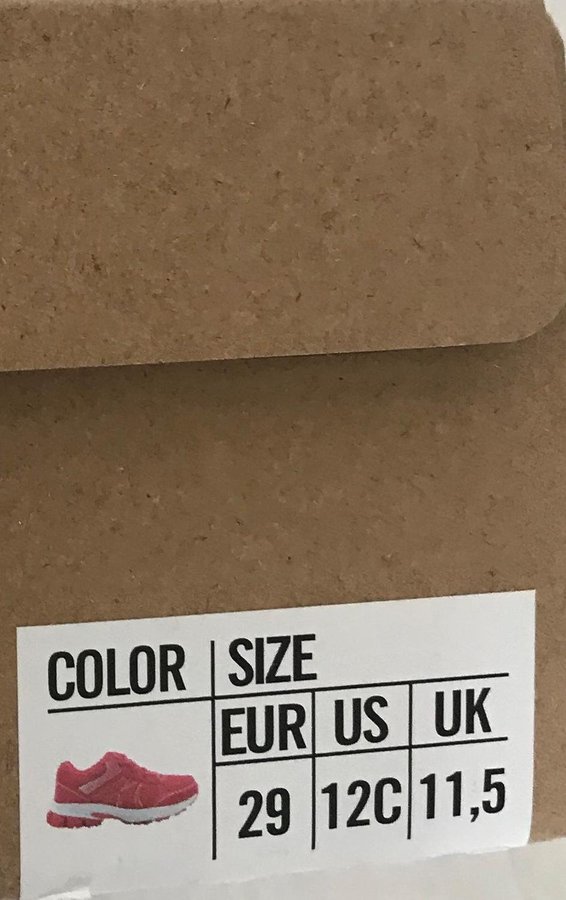 COLOR SIZE
EUR US UK
29 12C 11,5